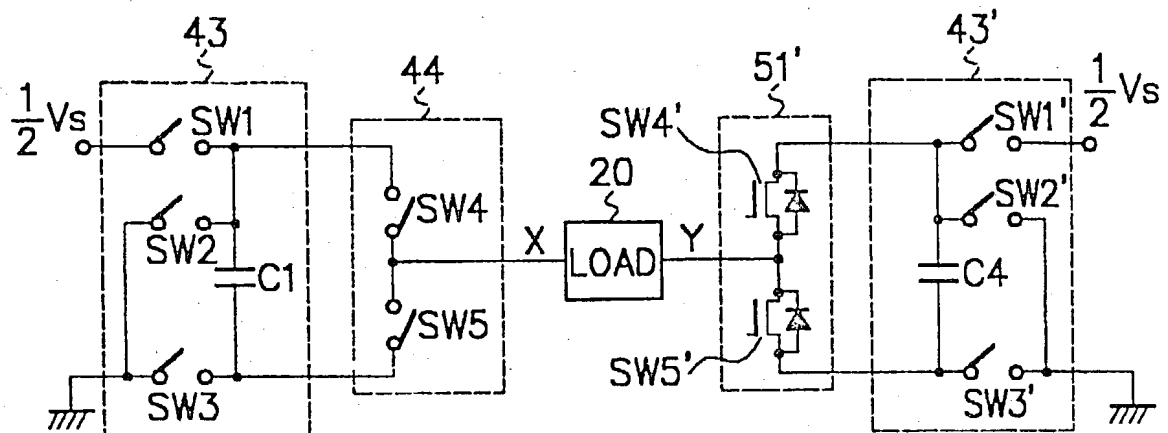 43
44
51'
43'
1/2 Vs
SW1
SW2
C1
SW3
SW4
SW5
X
20
LOAD
Y
SW4'
SW5'
SW1'
SW2'
C4
SW3'
1/2 Vs